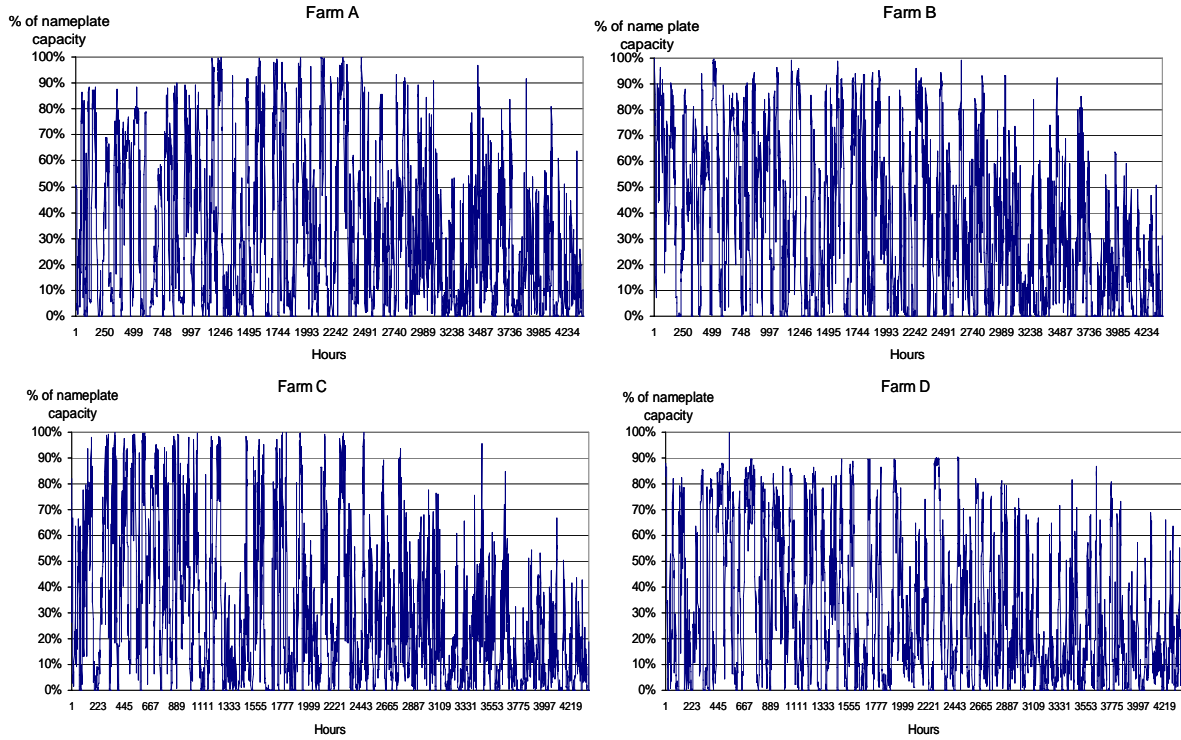 Farm A
% of nameplate
capacity
100%
90%
80%
70%
60%
50%
40%
30%
20%
10%
0%
1 250 499 748 997 1246 1495 1744 1993 2242 2491 2740 2989 3238 3487 3736 3985 4234
Hours
Farm B
% of name plate
capacity
100%
90%
80%
70%
60%
50%
40%
30%
20%
10%
0%
1 250 499 748 997 1246 1495 1744 1993 2242 2491 2740 2989 3238 3487 3736 3985 4234
Hours
Farm C
% of nameplate
capacity
100%
90%
80%
70%
60%
50%
40%
30%
20%
10%
0%
1 223 445 667 889 1111 1333 1555 1777 1999 2221 2443 2665 2887 3109 3331 3553 3775 3997 4219
Hours
Farm D
% of nameplate
capacity
100%
90%
80%
70%
60%
50%
40%
30%
20%
10%
0%
1 223 445 667 889 1111 1333 1555 1777 1999 2221 2443 2665 2887 3109 3331 3553 3775 3997 4219
Hours